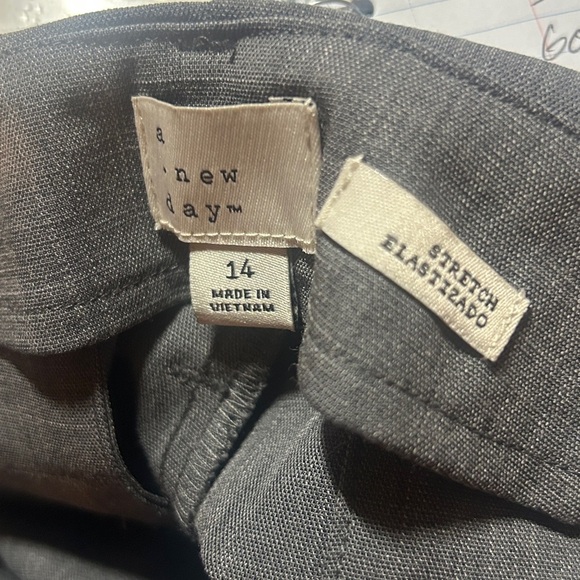 a
new
day™
14
MADE IN
VIETNAM
STRETCH
ELASTIZADO